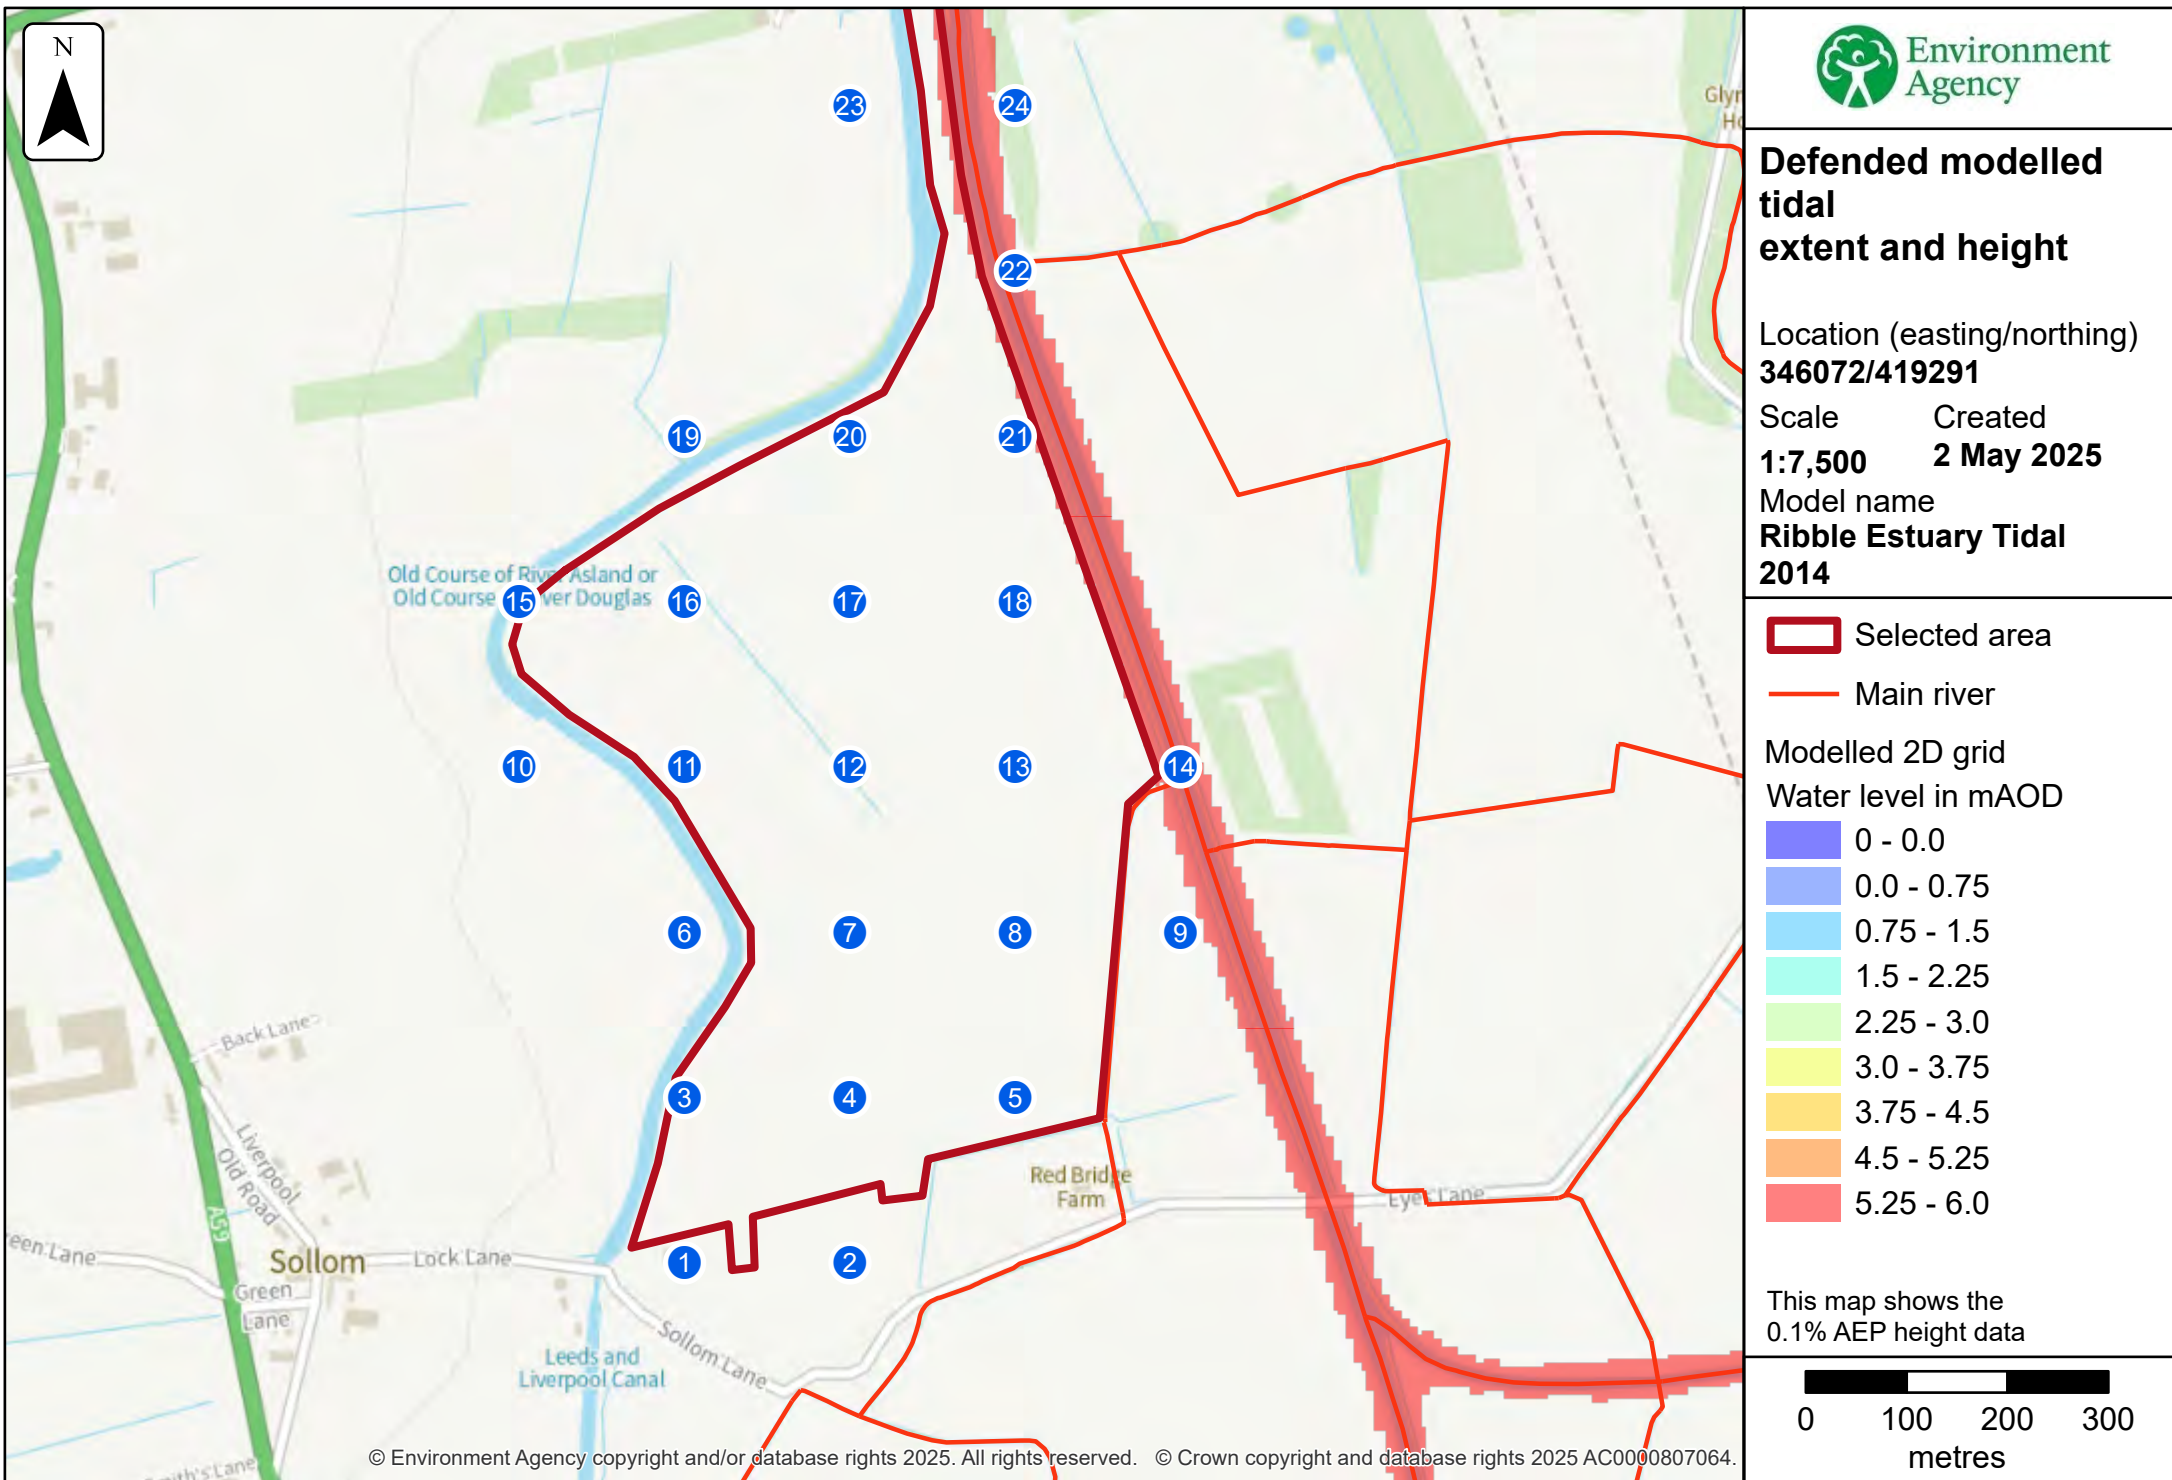 N
23
24
22
19
20
21
Old Course of River Asland or
Old Course ver Douglas
15
16
17
18
10
11
12
13
14
6
7
8
9
Back Lane
3
4
5
Liverpool
Old Road
A59
Red Bridge
Farm
Lane
Sollom
Lock Lane
Green
Lane
1
2
Sollom Lane
Leeds and
Liverpool Canal
© Environment Agency copyright and/or database rights 2025. All rights reserved. © Crown copyright and database rights 2025 AC0000807064.
Environment
Agency
Defended modelled
tidal
extent and height
Location (easting/northing)
346072/419291
Scale Created
1:7,500 2 May 2025
Model name
Ribble Estuary Tidal
2014
Selected area
Main river
Modelled 2D grid
Water level in mAOD
0 - 0.0
0.0 - 0.75
0.75 - 1.5
1.5 - 2.25
2.25 - 3.0
3.0 - 3.75
3.75 - 4.5
4.5 - 5.25
5.25 - 6.0
This map shows the
0.1% AEP height data
0 100 200 300
metres